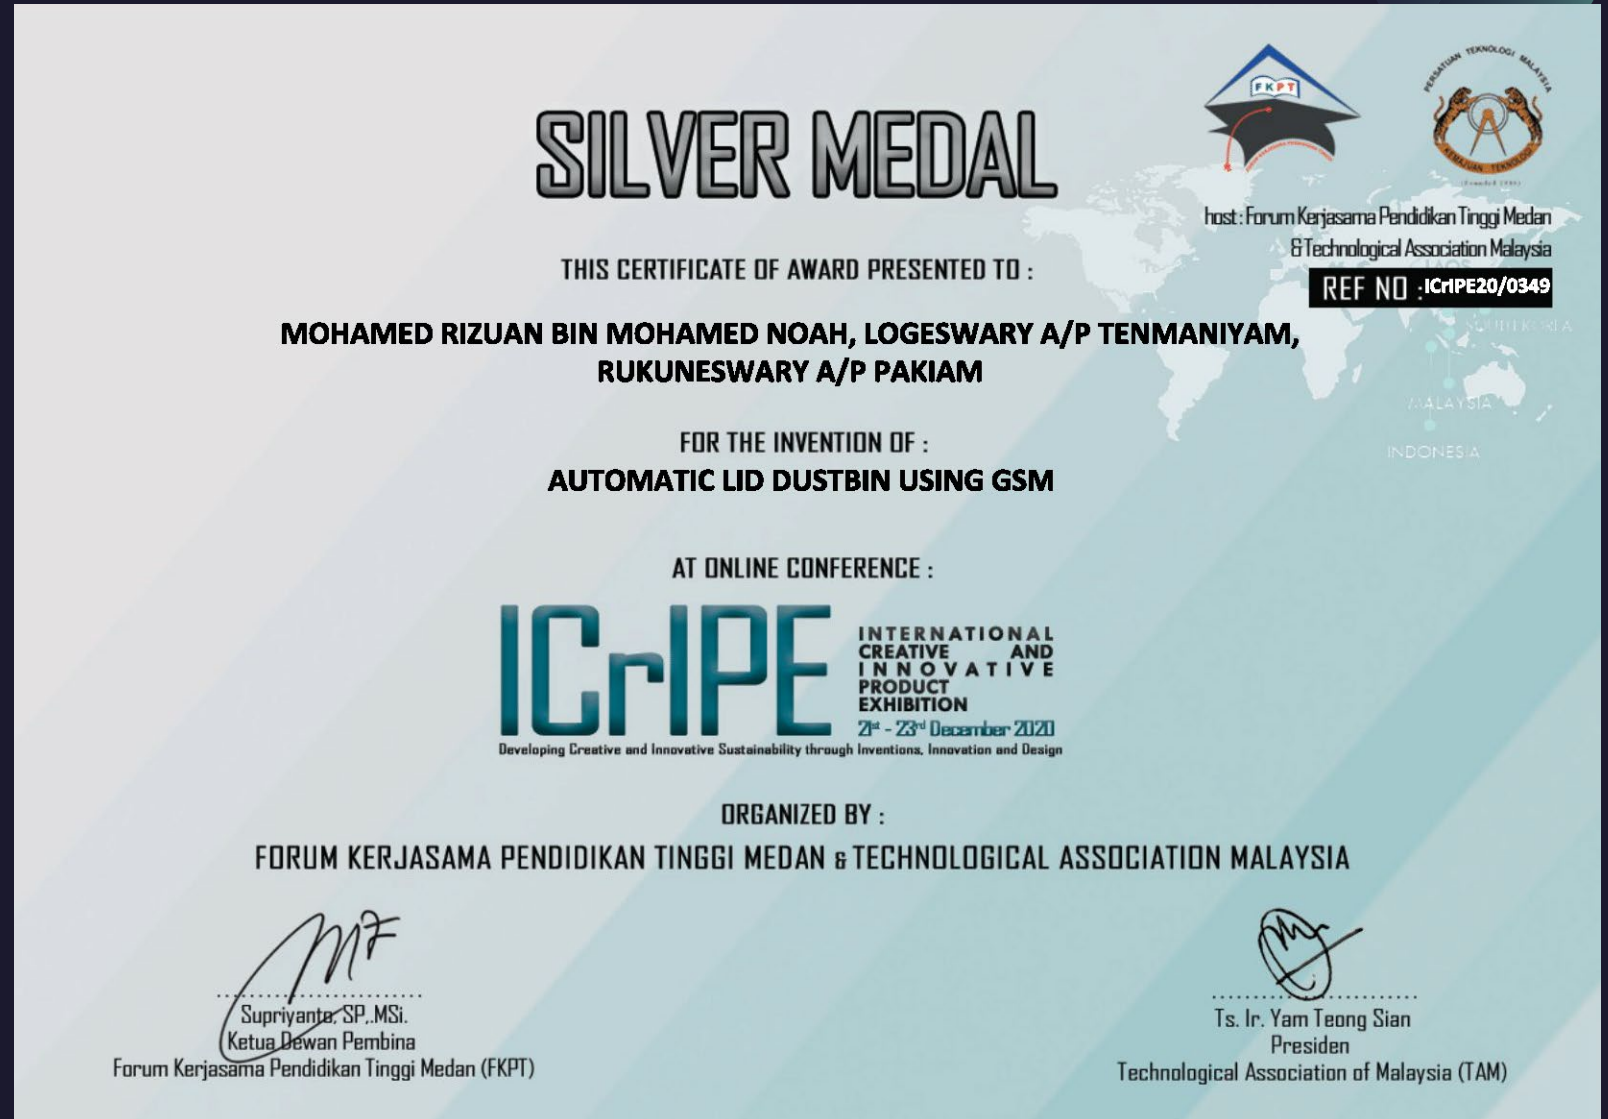 SILVER MEDAL
FKPT
PERSATUAN TEKNOLOGI MALAYSIA
KEMAJUAN TEKNOLOGI
host : Forum Kerjasama Pendidikan Tinggi Medan
& Technological Association Malaysia
REF NO : ICrIPE20/0349
THIS CERTIFICATE OF AWARD PRESENTED TO :
MOHAMED RIZUAN BIN MOHAMED NOAH, LOGESWARY A/P TENMANIYAM,
RUKUNESWARY A/P PAKIAM
LAOS
SOUTH KOREA
MALAYSIA
INDONESIA
FOR THE INVENTION OF :
AUTOMATIC LID DUSTBIN USING GSM
AT ONLINE CONFERENCE :
ICrIPE
INTERNATIONAL
CREATIVE AND
INNOVATIVE
PRODUCT
EXHIBITION
21st - 23rd December 2020
Developing Creative and Innovative Sustainability through Inventions, Innovation and Design
ORGANIZED BY :
FORUM KERJASAMA PENDIDIKAN TINGGI MEDAN & TECHNOLOGICAL ASSOCIATION MALAYSIA
Supriyanto, SP,.MSi.
Ketua Dewan Pembina
Forum Kerjasama Pendidikan Tinggi Medan (FKPT)
Ts. Ir. Yam Teong Sian
Presiden
Technological Association of Malaysia (TAM)